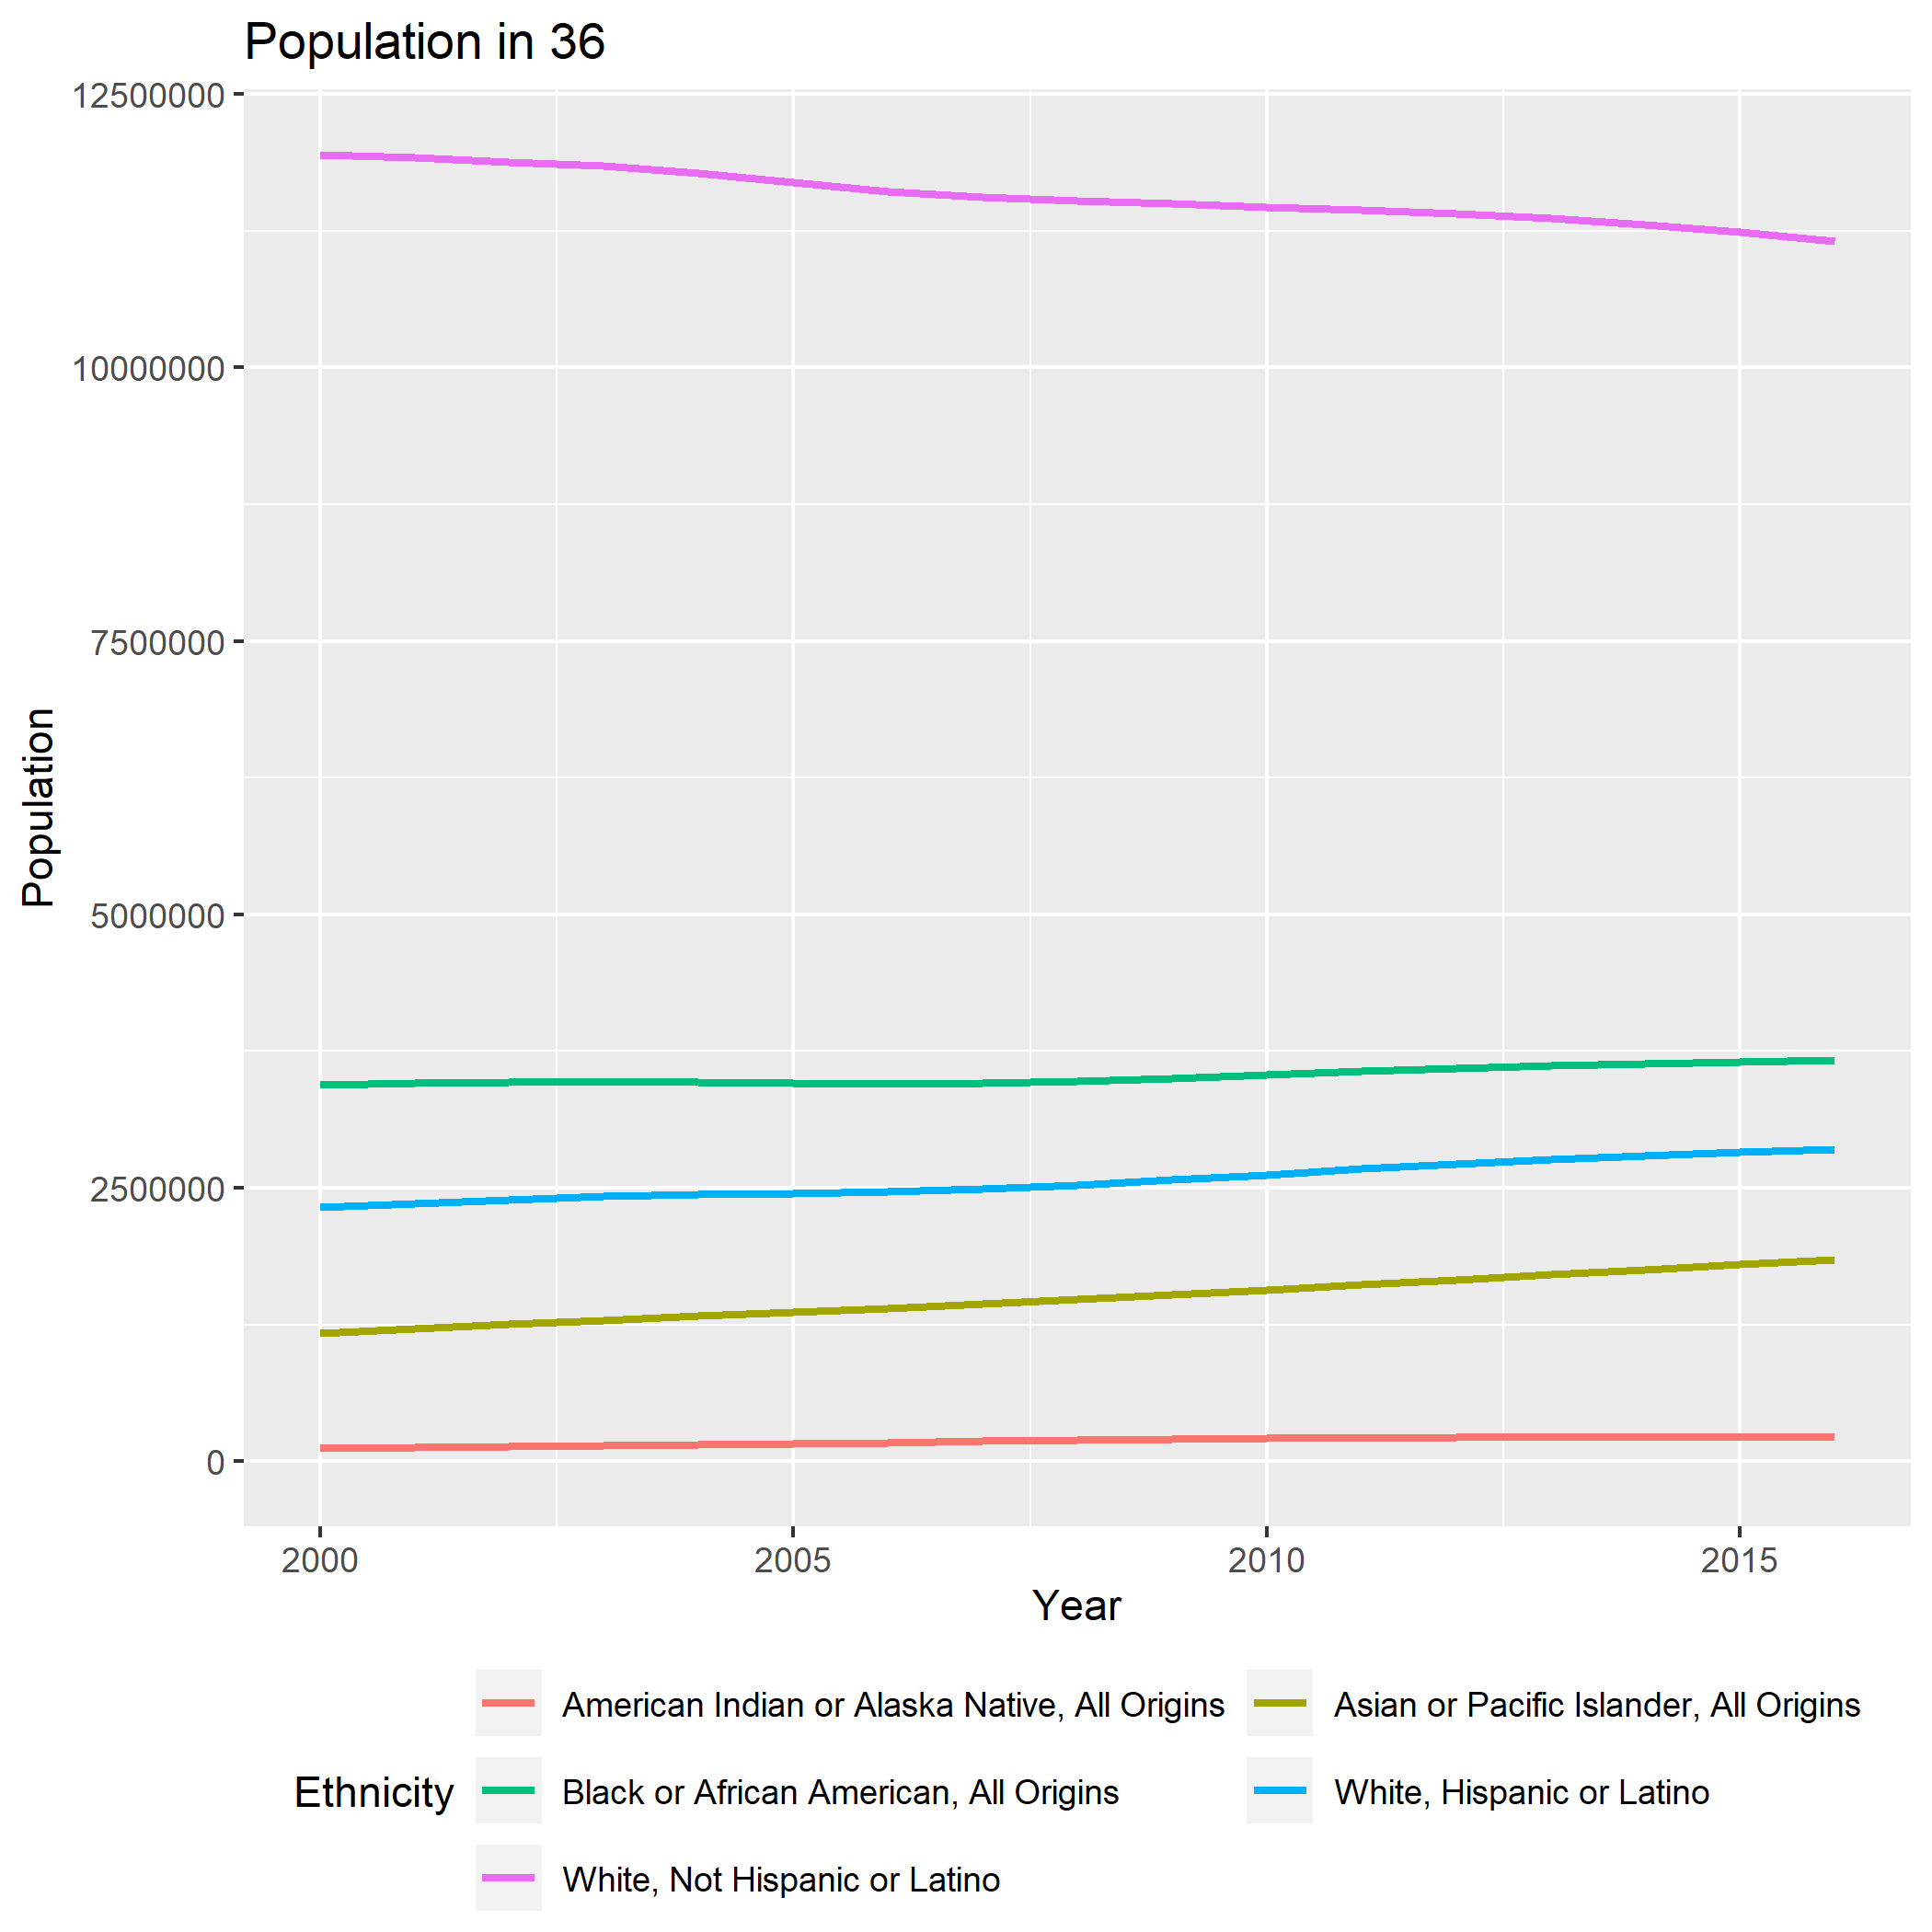 Population in 36
12500000
10000000
7500000
5000000
2500000
0
Population
2000 2005 2010 2015
Year
Ethnicity
American Indian or Alaska Native, All Origins
Asian or Pacific Islander, All Origins
Black or African American, All Origins
White, Hispanic or Latino
White, Not Hispanic or Latino